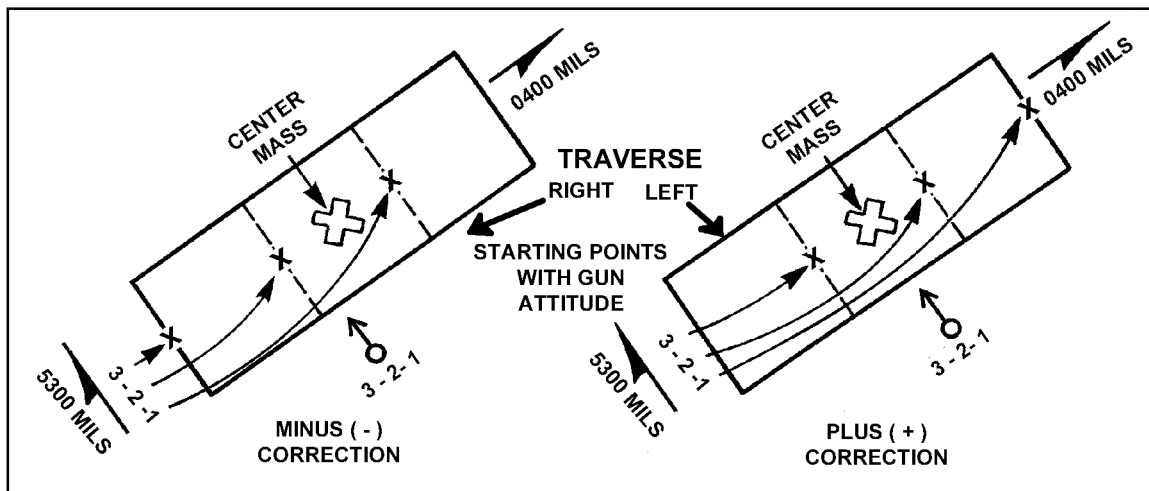 0400 MILS
CENTER
MASS
5300 MILS
3 - 2 - 1
3 - 2 - 1
MINUS ( - )
CORRECTION
TRAVERSE
RIGHT LEFT
STARTING POINTS
WITH GUN
ATTITUDE
0400 MILS
CENTER
MASS
5300 MILS
3 - 2 - 1
3 - 2 - 1
PLUS ( + )
CORRECTION